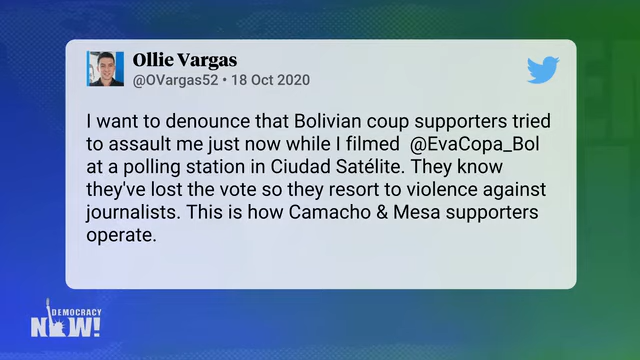 Ollie Vargas
@OVargas52 • 18 Oct 2020
I want to denounce that Bolivian coup supporters tried
to assault me just now while I filmed @EvaCopa_Bol
at a polling station in Ciudad Satélite. They know
they've lost the vote so they resort to violence against
journalists. This is how Camacho & Mesa supporters
operate.
DEMOCRACY
NOW!